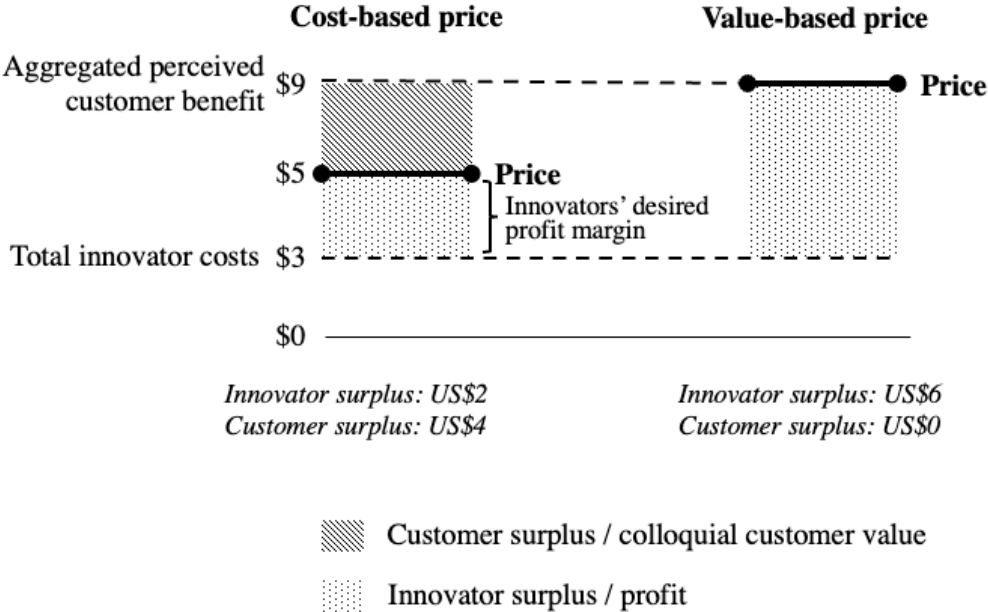 Cost-based price
Value-based price
Aggregated perceived
customer benefit
$9
Price
$5
Price
Innovators' desired
profit margin
Total innovator costs
$3
$0
Innovator surplus: US$2
Customer surplus: US$4
Innovator surplus: US$6
Customer surplus: US$0
Customer surplus / colloquial customer value
Innovator surplus / profit